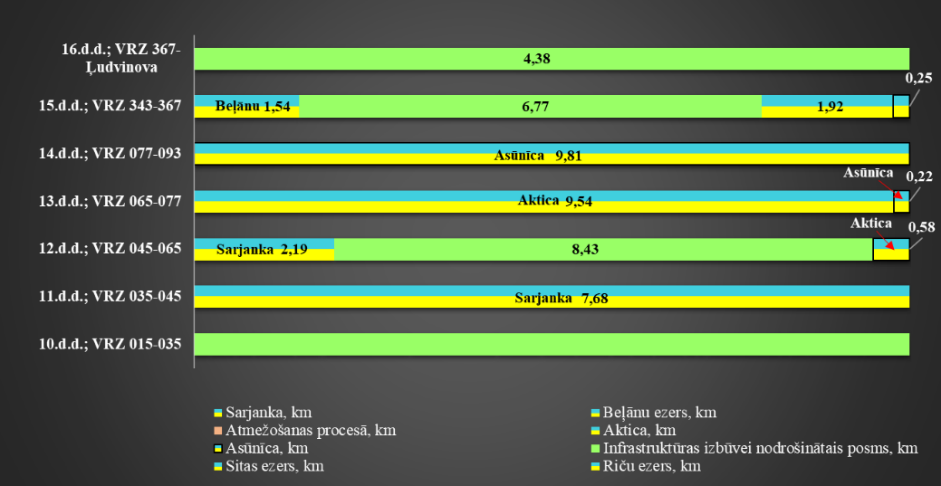 16.d.d.; VRZ 367-
Ļudvinova
4,38
0,25
15.d.d.; VRZ 343-367
Beļānu 1,54
6,77
1,92
14.d.d.; VRZ 077-093
Asūnīca 9,81
Asūnīca
0,22
13.d.d.; VRZ 065-077
Aktica 9,54
Aktica
0,58
12.d.d.; VRZ 045-065
Sarjanka 2,19
8,43
11.d.d.; VRZ 035-045
Sarjanka 7,68
10.d.d.; VRZ 015-035
Sarjanka, km
Beļānu ezers, km
Atmežošanas procesā, km
Aktica, km
Asūnīca, km
Infrastruktūras izbūvei nodrošinātais posms, km
Sitas ezers, km
Riču ezers, km